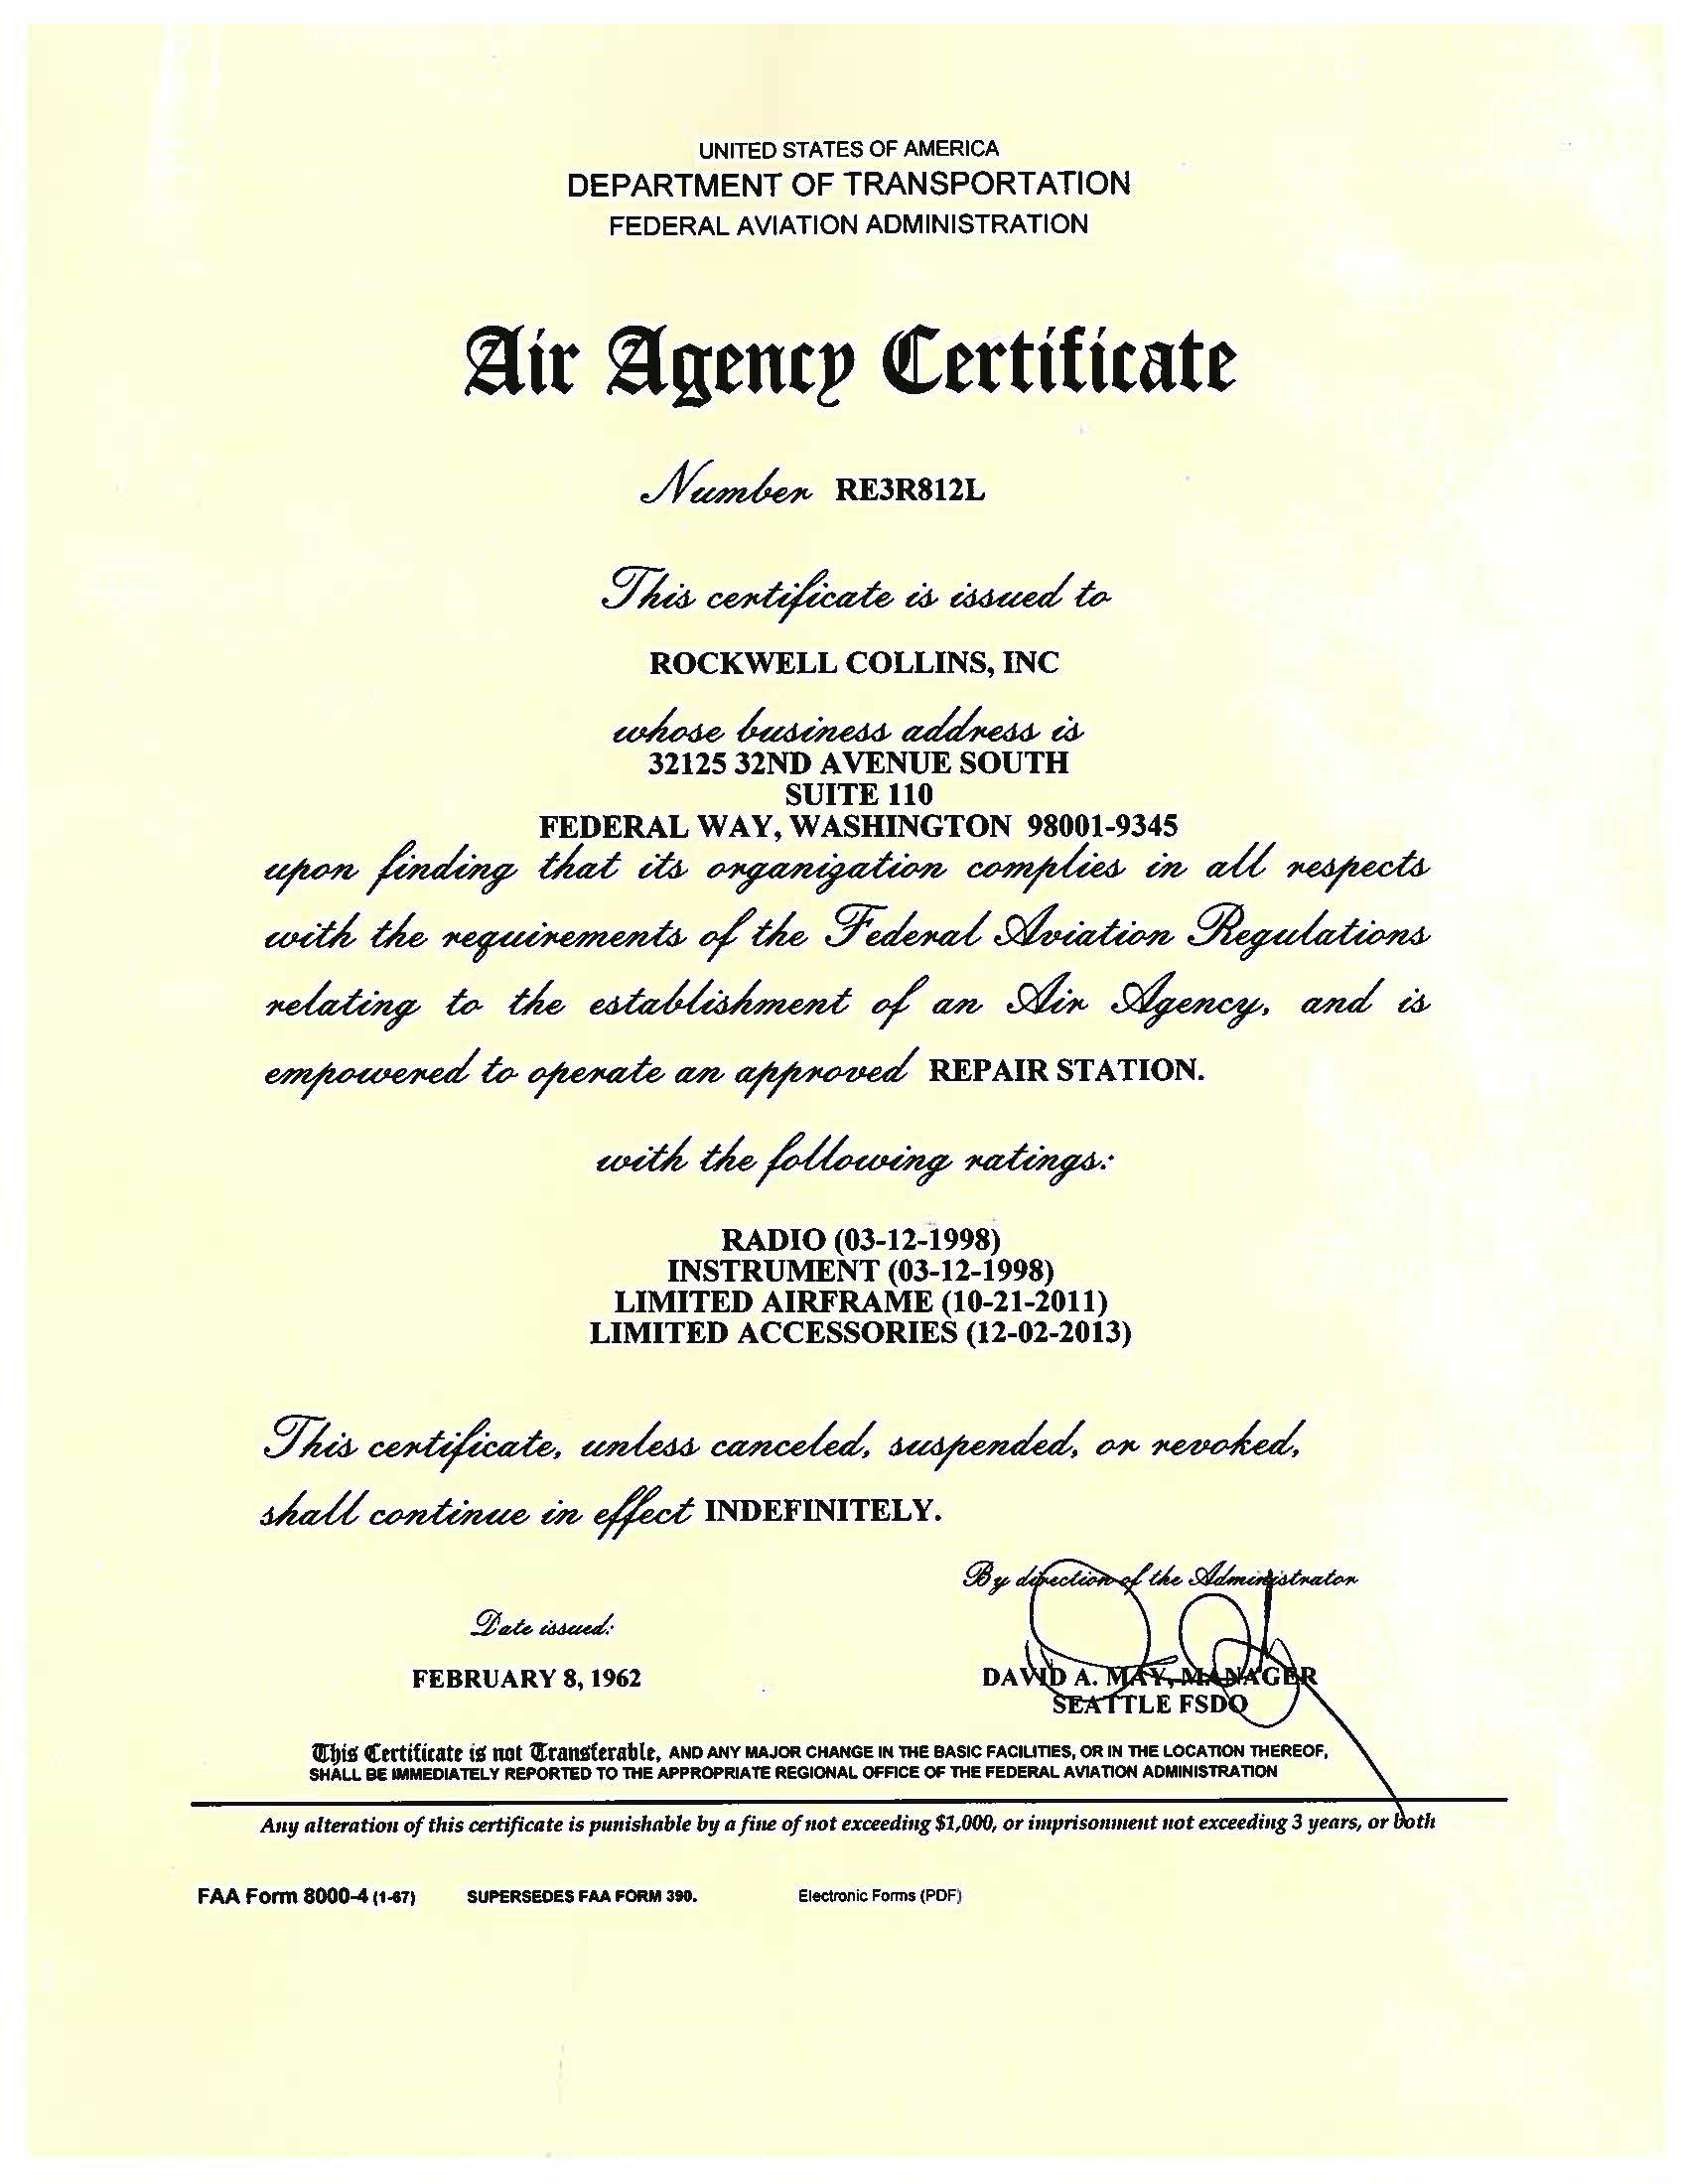 UNITED STATES OF AMERICA
DEPARTMENT OF TRANSPORTATION
FEDERAL AVIATION ADMINISTRATION
Air Agency Certificate
Number RE3R812L
This certificate is issued to
ROCKWELL COLLINS, INC
whose business address is
32125 32ND AVENUE SOUTH
SUITE 110
FEDERAL WAY, WASHINGTON 98001-9345
upon finding that its organization complies in all respects
with the requirements of the Federal Aviation Regulations
relating to the establishment of an Air Agency, and is
empowered to operate an approved REPAIR STATION.
with the following ratings:
RADIO (03-12-1998)
INSTRUMENT (03-12-1998)
LIMITED AIRFRAME (10-21-2011)
LIMITED ACCESSORIES (12-02-2013)
This certificate, unless canceled, suspended, or revoked,
shall continue in effect INDEFINITELY.
By direction of the Administrator
Date issued:
FEBRUARY 8, 1962
DAVID A. MAY, MANAGER
SEATTLE FSDO
This Certificate is not Transferable, AND ANY MAJOR CHANGE IN THE BASIC FACILITIES, OR IN THE LOCATION THEREOF,
SHALL BE IMMEDIATELY REPORTED TO THE APPROPRIATE REGIONAL OFFICE OF THE FEDERAL AVIATION ADMINISTRATION
Any alteration of this certificate is punishable by a fine of not exceeding $1,000, or imprisonment not exceeding 3 years, or both
FAA Form 8000-4 (1-67) SUPERSEDES FAA FORM 390. Electronic Forms (PDF)